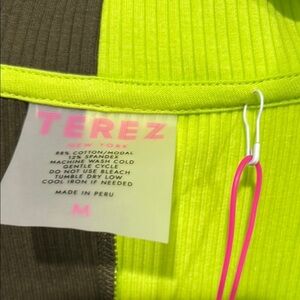 TEREZ
NEW YORK
88% COTTON/MODAL
12% SPANDEX
MACHINE WASH COLD
GENTLE CYCLE
DO NOT USE BLEACH
TUMBLE DRY LOW
COOL IRON IF NEEDED
MADE IN PERU
M